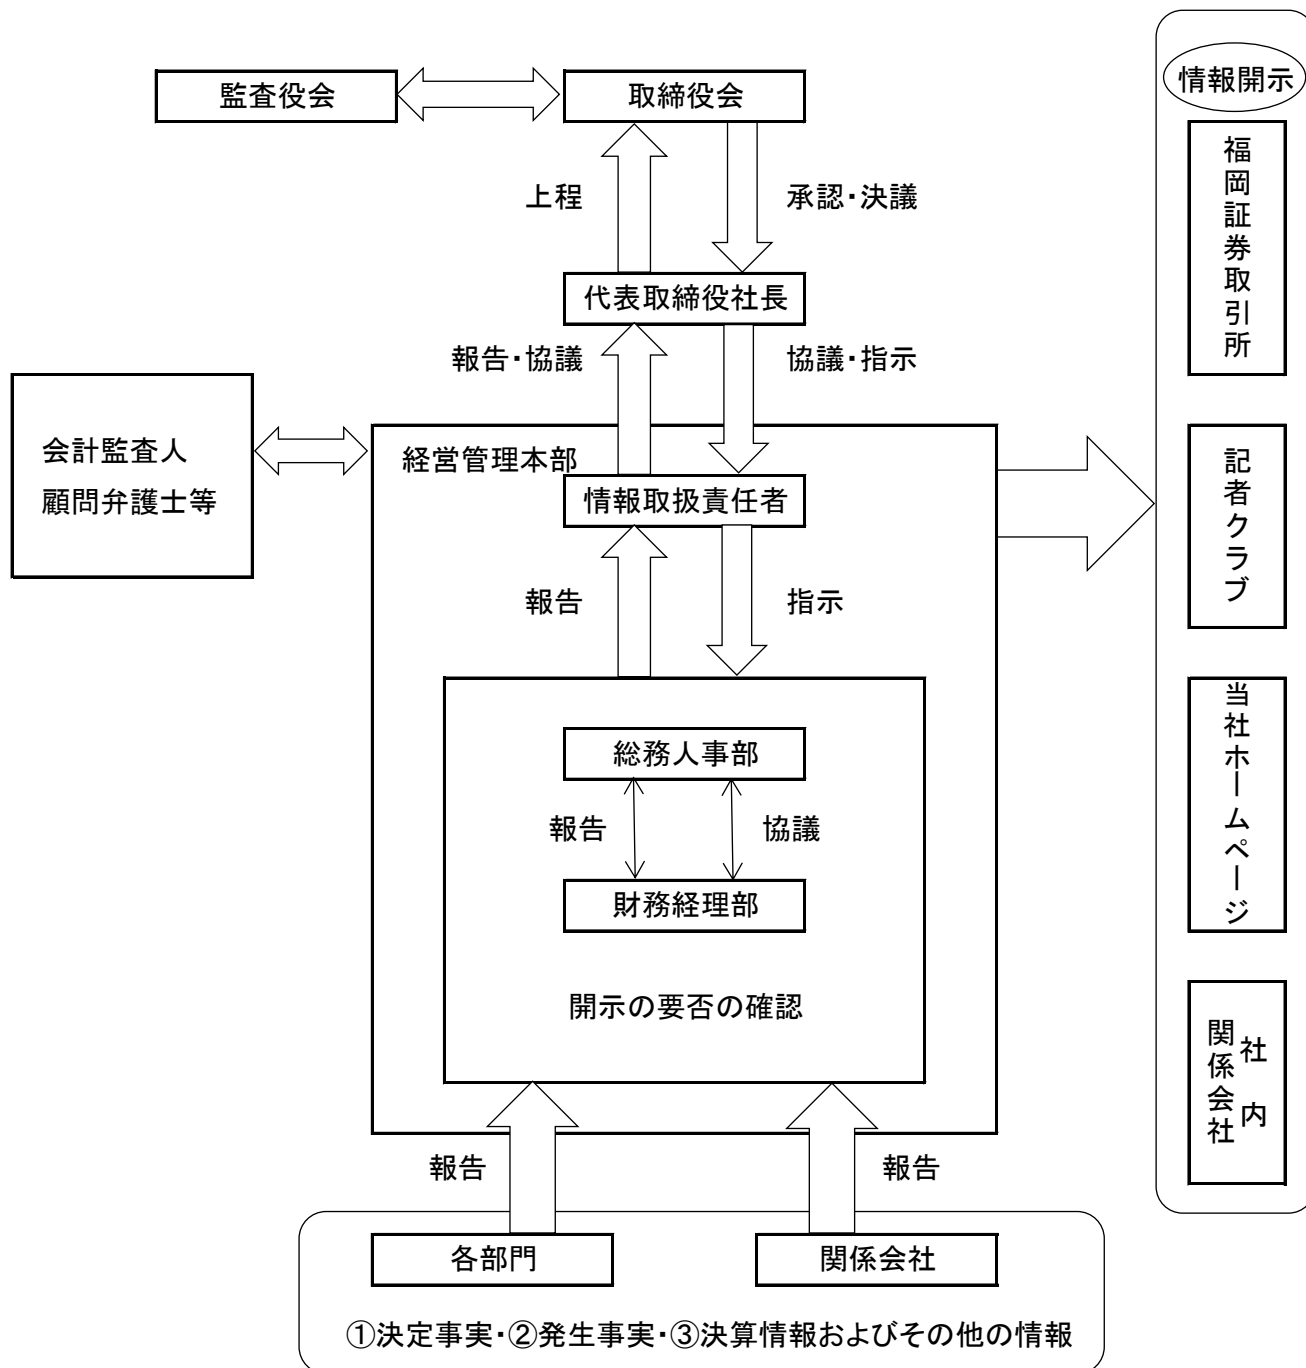 監査役会
取締役会
上程
承認・決議
代表取締役社長
報告・協議
協議・指示
会計監査人
顧問弁護士等
経営管理本部
情報取扱責任者
報告
指示
総務人事部
報告
協議
財務経理部
開示の要否の確認
報告
報告
各部門
関係会社
①決定事実・②発生事実・③決算情報およびその他の情報
情報開示
福岡証券取引所
記者クラブ
当社ホームページ
社内
関係会社